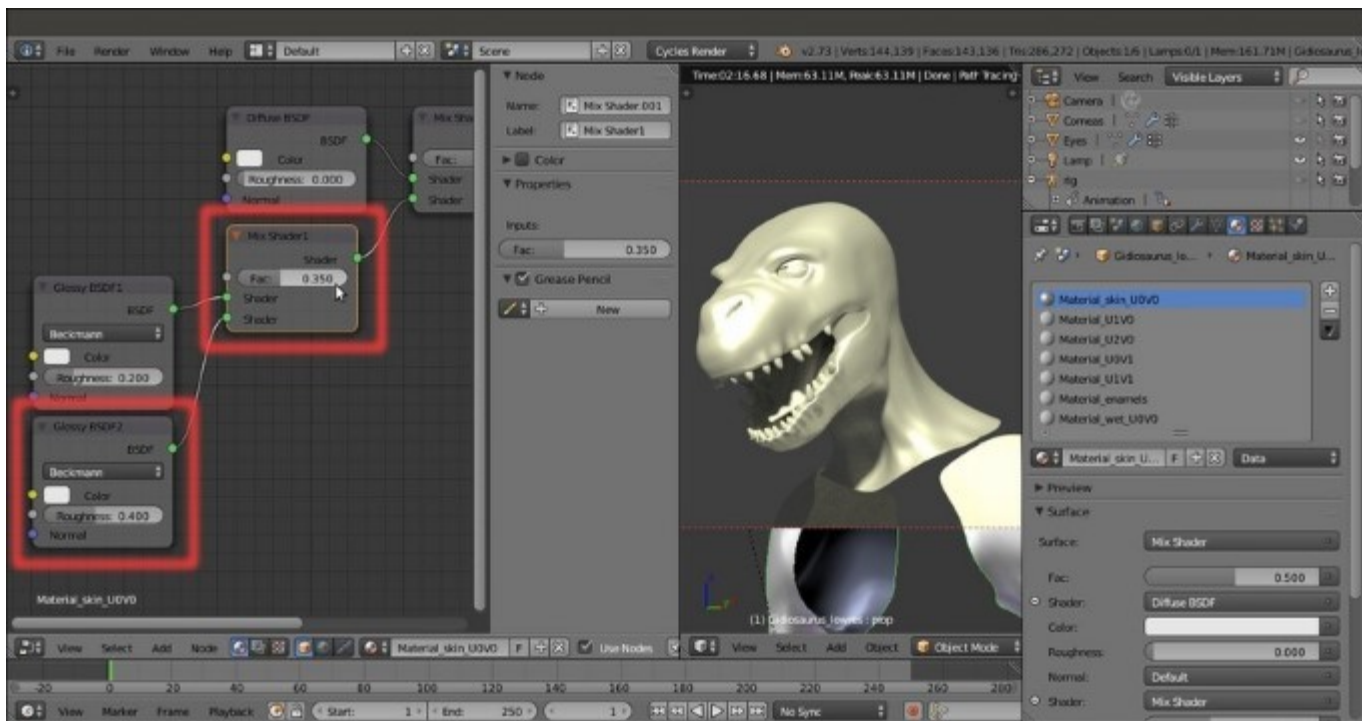 File Render Window Help Default Scene Cycles Render v2.73 | Verts:144,139 | Faces:143,136 | Tris:286,272 | Objects:1/6 | Lamps:0/1 | Mem:161.71M |
Diffuse BSDF
BSDF
Color
Roughness: 0.000
Normal
Fac:
Shader
Shader
Mix Shader1
Shader
Fac: 0.350
Shader
Shader
Glossy BSDF1
BSDF
Beckmann
Color
Roughness: 0.200
Normal
Glossy BSDF2
BSDF
Beckmann
Color
Roughness: 0.400
Normal
Material_skin_U0V0
View Select Add Node Material_skin_U0V0 F Use Nodes
Node
Name: Mix Shader.001
Label: Mix Shader1
Color
Properties
Inputs:
Fac: 0.350
Grease Pencil
New
Time:02:16.68 | Mem:63.11M, Peak:63.11M | Done | Path Tracing
(1) Gidiosaurus_lowres : prop
View Select Add Object Object Mode
View Search Visible Layers
Camera
Corneas
Eyes
Lamp
rig
Animation
Gidiosaurus_lo... Material_skin_U...
Material_skin_U0V0
Material_U1V0
Material_U2V0
Material_U0V1
Material_U1V1
Material_enamels
Material_wet_U0V0
Material_skin_U... F Data
Preview
Surface
Surface: Mix Shader
Fac: 0.500
Shader: Diffuse BSDF
Color:
Roughness: 0.000
Normal: Default
Shader: Mix Shader
-20 0 20 40 60 80 100 120 140 160 180 200 220 240 260 280
View Marker Frame Playback Start: 1 End: 250 1 No Sync